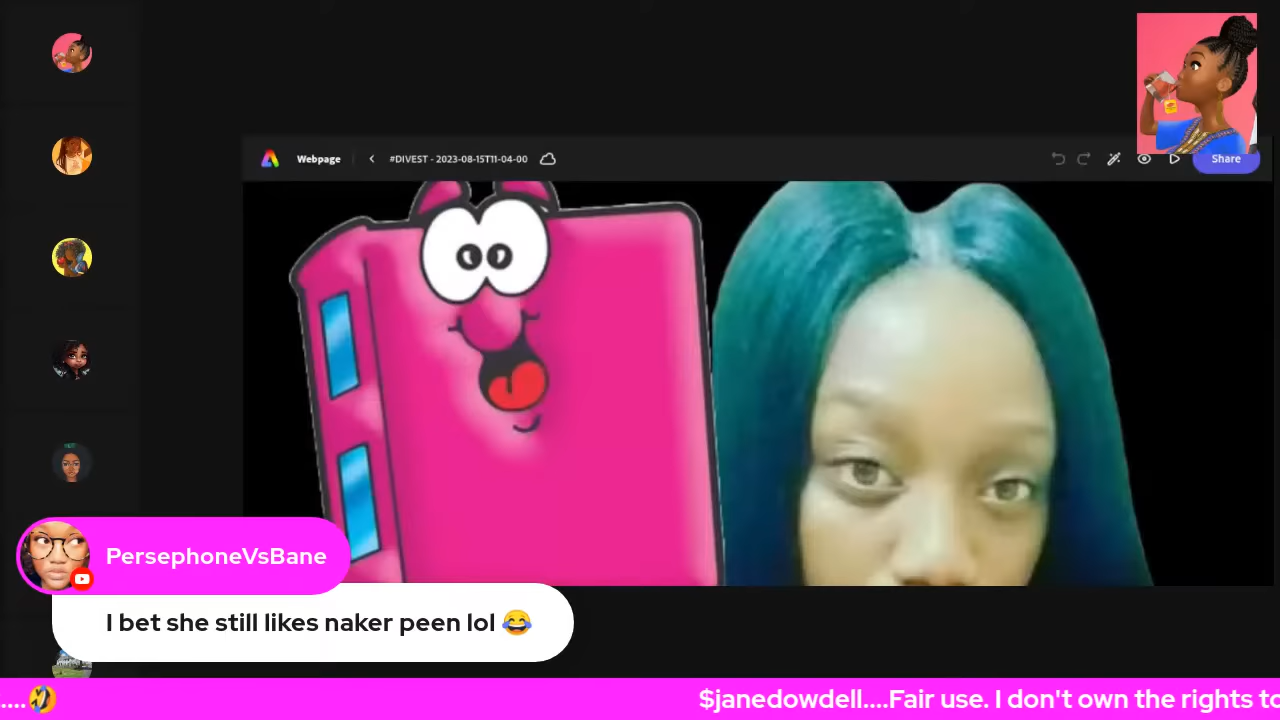 Webpage
#DIVEST - 2023-08-15T11-04-00
Share
PersephoneVsBane
I bet she still likes naker peen lol 😂
....🤣 $janedowdell....Fair use. I don't own the rights to